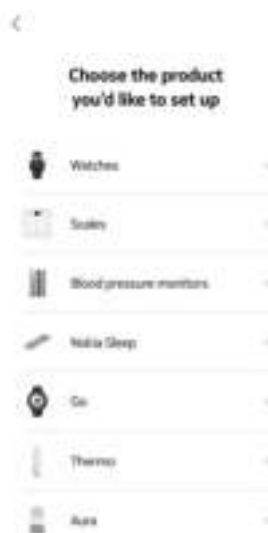 Choose the product
you'd like to set up
Watches
Scales
Blood pressure monitors
Nokia Sleep
Go
Thermo
Aura